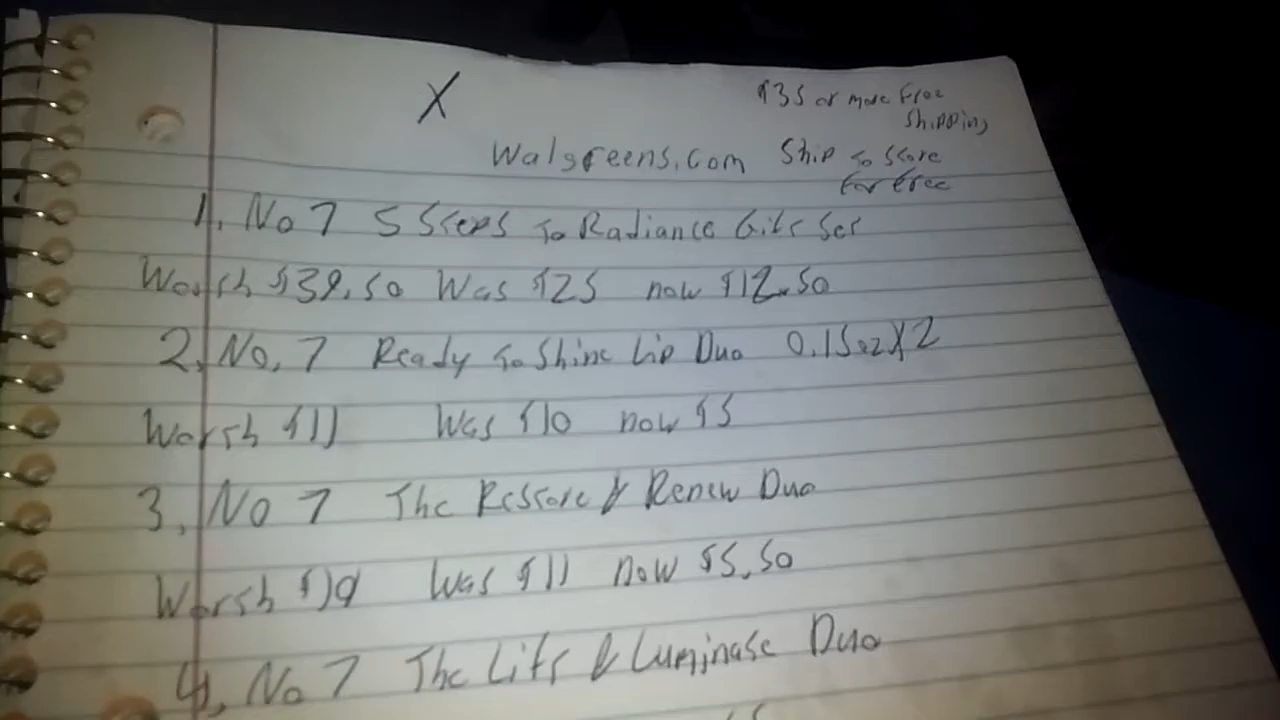 X
$35 or more Free
Shipping
Walgreens.com Ship to Store
For Free
1. No 7 5 Steps To Radiance Gift Set
Worth $39.50 Was $25 now $12.50
2. No. 7 Ready To Shine Lip Duo 0.15oz X 2
Worth $11 Was $10 now $5
3. No 7 The Restore & Renew Duo
Worth $19 Was $11 now $5.50
4. No 7 The Lift & Luminate Duo